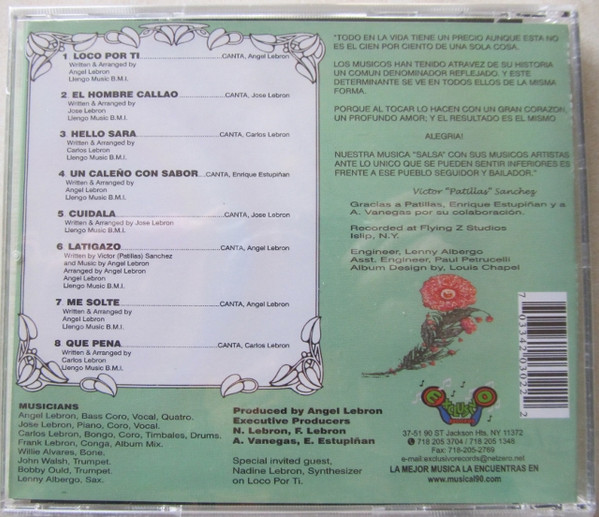 1 LOCO POR TI CANTA, Angel Lebron
Written & Arranged by
Angel Lebron
Llengo Music B.M.I.
2 EL HOMBRE CALLAO CANTA, Jose Lebron
Written & Arranged by
Jose Lebron
Llengo Music B.M.I.
3 HELLO SARA CANTA, Carlos Lebron
Written & Arranged by
Carlos Lebron
Llengo Music B.M.I.
4 UN CALEÑO CON SABOR CANTA, Enrique Estupiñan
Written & Arranged by
Angel Lebron
Llengo Music B.M.I.
5 CUIDALA CANTA, Jose Lebron
Written & Arranged by Jose Lebron
Llengo Music B.M.I.
6 LATIGAZO CANTA, Angel Lebron
Written by Victor (Patillas) Sanchez
and Music by Angel Lebron
Arranged by Angel Lebron
Angel Lebron
Llengo Music B.M.I.
7 ME SOLTE CANTA, Angel Lebron
Written & Arranged by
Angel Lebron
Llengo Music B.M.I.
8 QUE PENA CANTA, Carlos Lebron
Written & Arranged by
Carlos Lebron
Llengo Music B.M.I.
MUSICIANS
Angel Lebron, Bass Coro, Vocal, Quatro.
Jose Lebron, Piano, Coro, Vocal.
Carlos Lebron, Bongo, Coro, Timbales, Drums.
Frank Lebron, Conga, Album Mix.
Willie Alvares, Bone.
John Walsh, Trumpet.
Bobby Ould, Trumpet.
Lenny Albergo, Sax.
Produced by Angel Lebron
Executive Producers
N. Lebron, F. Lebron
A. Vanegas, E. Estupiñan
Special invited guest,
Nadine Lebron, Synthesizer
on Loco Por Ti.
"TODO EN LA VIDA TIENE UN PRECIO AUNQUE ESTA NO
ES EL CIEN POR CIENTO DE UNA SOLA COSA.
LOS MUSICOS HAN TENIDO ATRAVEZ DE SU HISTORIA
UN COMUN DENOMINADOR REFLEJADO. Y ESTE
DETERMINANTE SE VE EN TODOS ELLOS DE LA MISMA
FORMA.
PORQUE AL TOCAR LO HACEN CON UN GRAN CORAZON,
UN PROFUNDO AMOR; Y EL RESULTADO ES EL MISMO
ALEGRIA!
NUESTRA MUSICA "SALSA" CON SUS MUSICOS ARTISTAS
ANTE LO UNICO QUE SE PUEDEN SENTIR INFERIORES ES
FRENTE A ESE PUEBLO SEGUIDOR Y BAILADOR."
Victor "Patillas" Sanchez
Gracias a Patillas, Enrique Estupiñan y a
A. Vanegas por su colaboración.
Recorded at Flying Z Studios
Islip, N.Y.
Engineer, Lenny Albergo
Asst. Engineer, Paul Petrucelli
Album Design by, Louis Chapel
37-51 90 ST Jackson Hts, NY 11372
718 205 3704 / 718 205 1348
Fax: 718-205-2769
e-mail:exclusivorecords@netzero.net
LA MEJOR MUSICA LA ENCUENTRAS EN
www.musical90.com